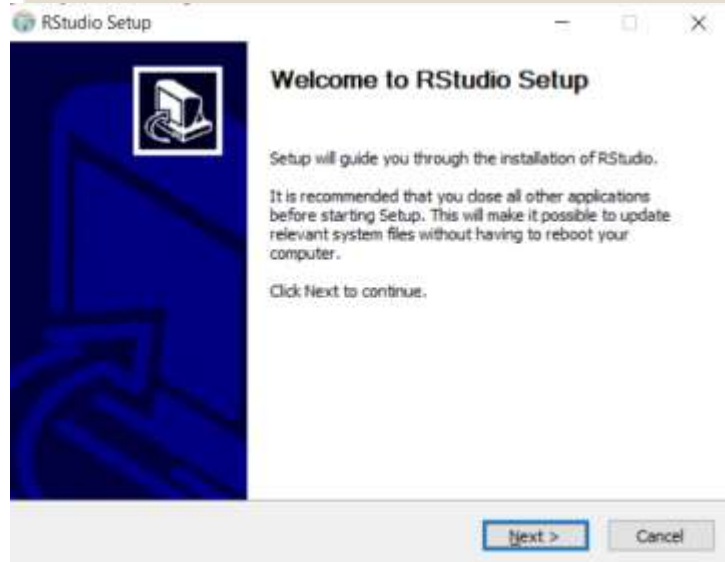 RStudio Setup
Welcome to RStudio Setup
Setup will guide you through the installation of RStudio.
It is recommended that you close all other applications
before starting Setup. This will make it possible to update
relevant system files without having to reboot your
computer.
Click Next to continue.
Next >
Cancel